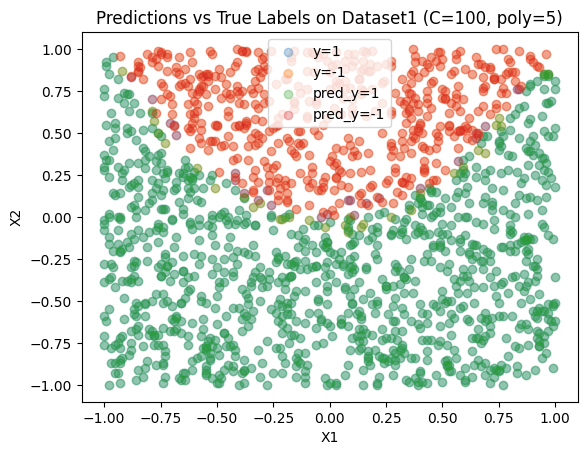 Predictions vs True Labels on Dataset1 (C=100, poly=5)
y=1
y=-1
pred_y=1
pred_y=-1
1.00
0.75
0.50
0.25
0.00
−0.25
−0.50
−0.75
−1.00
X2
−1.00 −0.75 −0.50 −0.25 0.00 0.25 0.50 0.75 1.00
X1